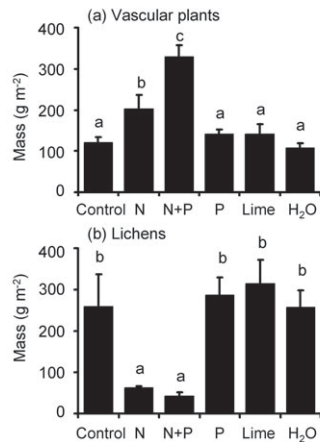 (a) Vascular plants
Mass (g m⁻²)
400
300
200
100
0
a
b
c
a
a
a
Control N N+P P Lime H₂O
(b) Lichens
Mass (g m⁻²)
400
300
200
100
0
b
a
a
b
b
b
Control N N+P P Lime H₂O